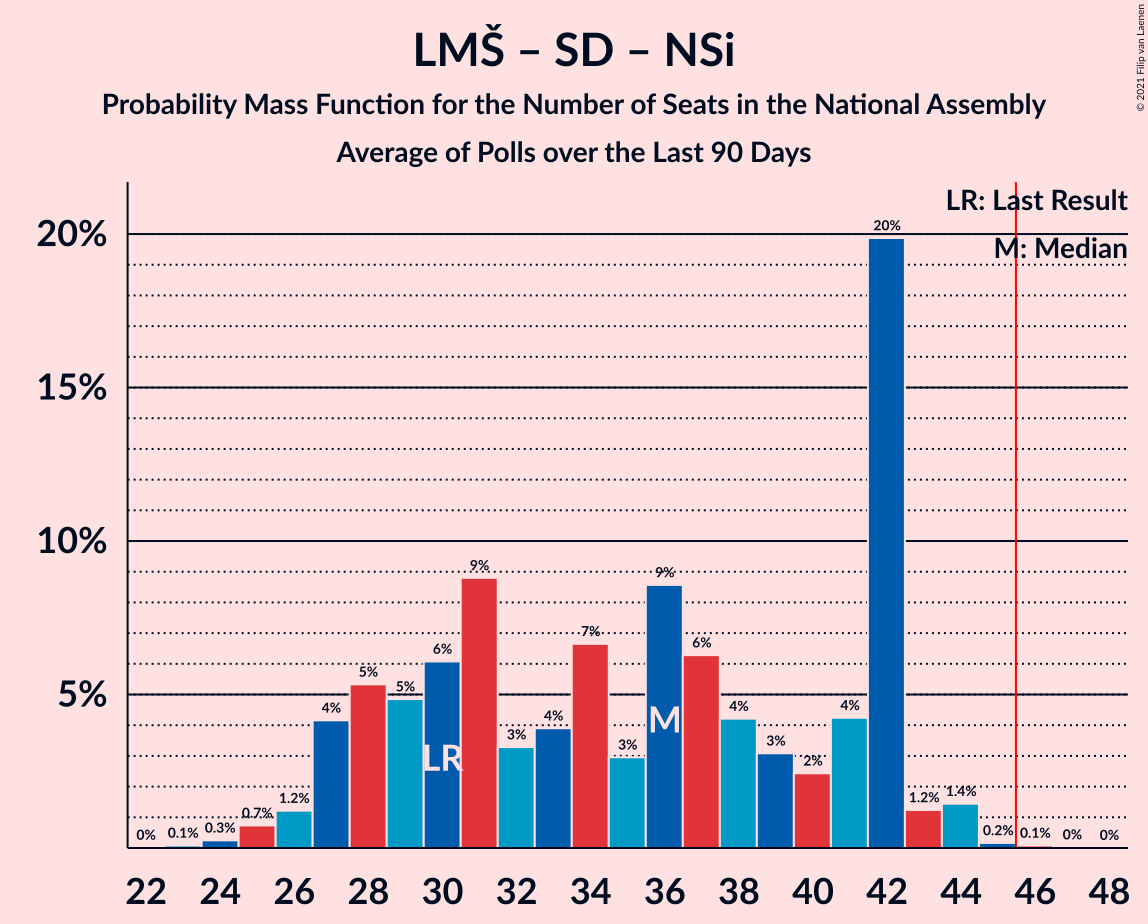 LMŠ – SD – NSi
Probability Mass Function for the Number of Seats in the National Assembly
Average of Polls over the Last 90 Days
© 2021 Filip van Laenen
LR: Last Result
M: Median
20%
15%
10%
5%
0% 0.1% 0.3% 0.7% 1.2% 4% 5% 5% 6% 9% 3% 4% 7% 3% 9% 6% 4% 3% 2% 4% 20% 1.2% 1.4% 0.2% 0.1% 0% 0%
LR M
22 24 26 28 30 32 34 36 38 40 42 44 46 48